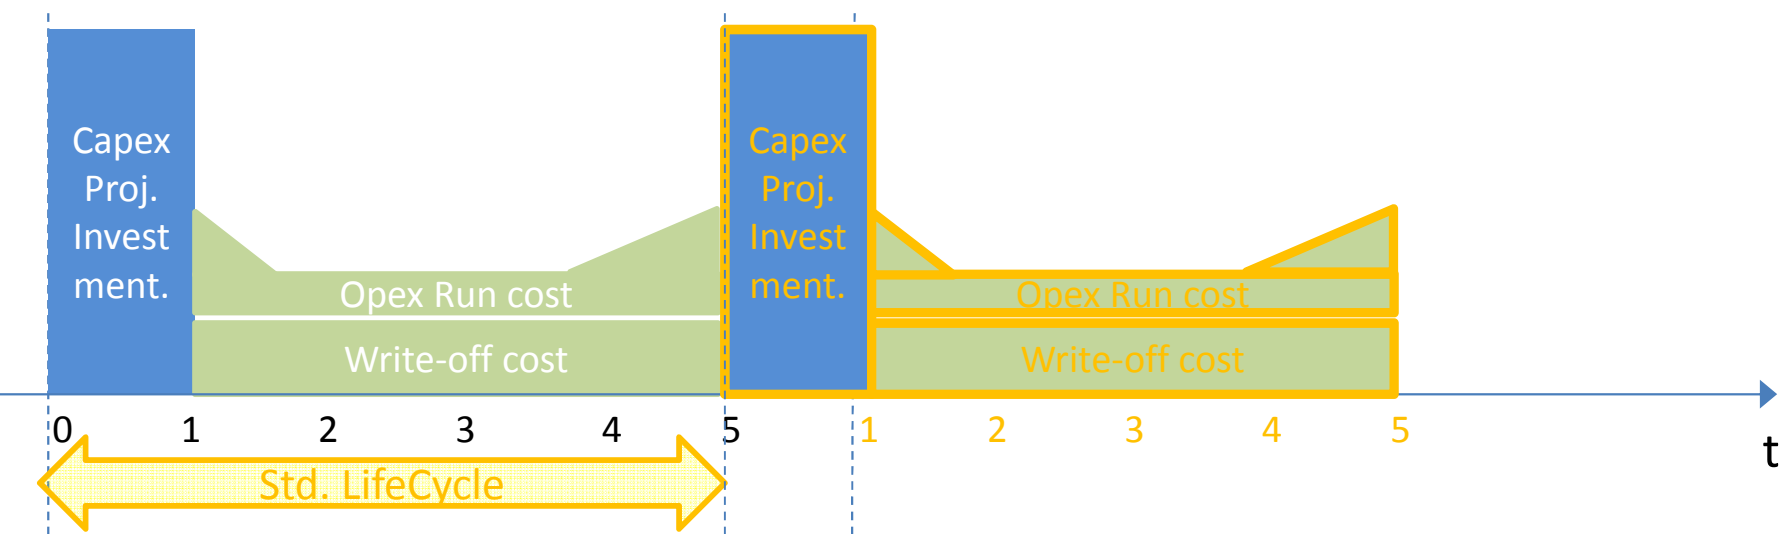 Capex
Proj.
Invest
ment.
Opex Run cost
Write-off cost
Capex
Proj.
Invest
ment.
Opex Run cost
Write-off cost
0 1 2 3 4 5 1 2 3 4 5
t
Std. LifeCycle